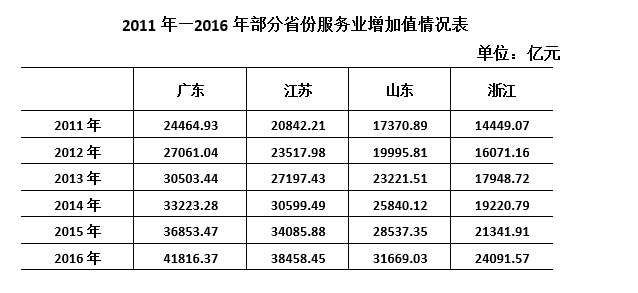 2011 年—2016 年部分省份服务业增加值情况表
单位：亿元
广东 江苏 山东 浙江
2011 年 24464.93 20842.21 17370.89 14449.07
2012 年 27061.04 23517.98 19995.81 16071.16
2013 年 30503.44 27197.43 23221.51 17948.72
2014 年 33223.28 30599.49 25840.12 19220.79
2015 年 36853.47 34085.88 28537.35 21341.91
2016 年 41816.37 38458.45 31669.03 24091.57